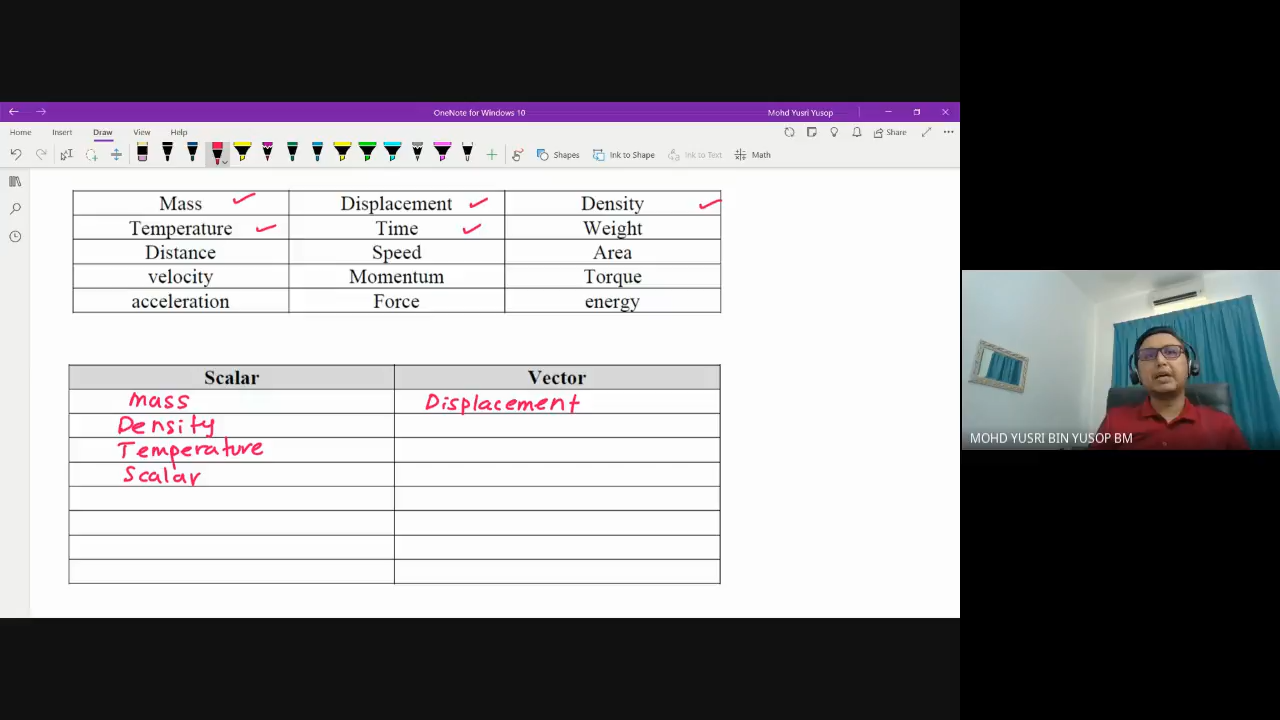 OneNote for Windows 10
Mohd Yusri Yusop
Home Insert Draw View Help
Share
Shapes Ink to Shape Ink to Text Math
Mass Displacement Density
Temperature Time Weight
Distance Speed Area
velocity Momentum Torque
acceleration Force energy
Scalar Vector
Mass Displacement
Density
Temperature
Scalar
MOHD YUSRI BIN YUSOP BM